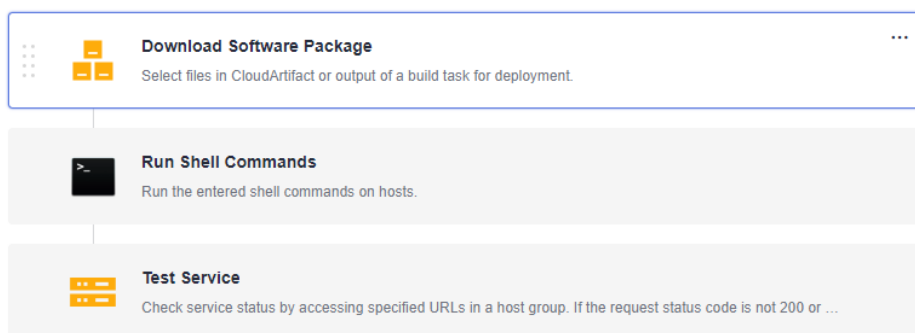 Download Software Package
...
Select files in CloudArtifact or output of a build task for deployment.
>_
Run Shell Commands
Run the entered shell commands on hosts.
Test Service
Check service status by accessing specified URLs in a host group. If the request status code is not 200 or ...